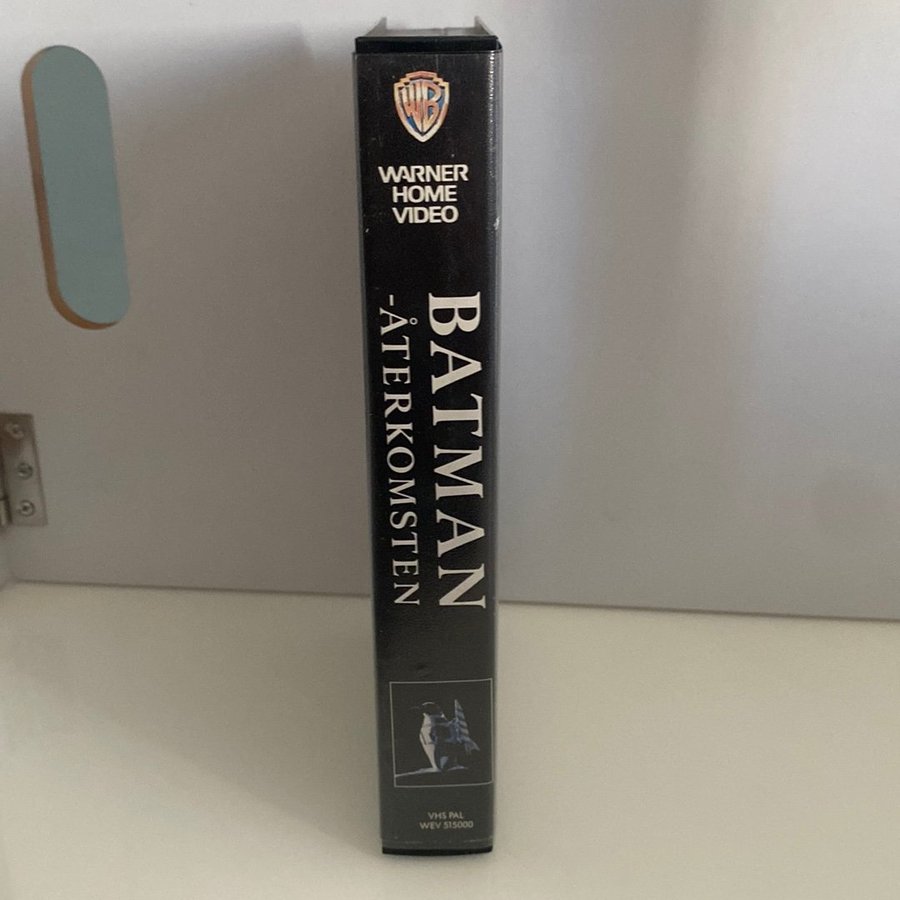 WB
WARNER
HOME
VIDEO
BATMAN
-ÅTERKOMSTEN
VHS PAL
WEV 515000